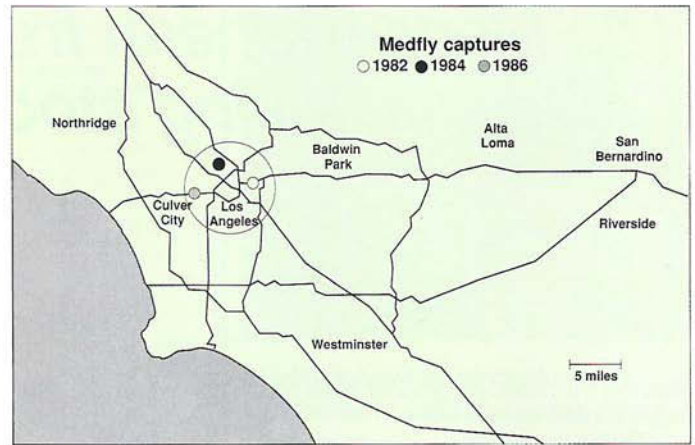 Medfly captures
1982 1984 1986
Northridge
Baldwin
Park
Alta
Loma
San
Bernardino
Culver
City
Los
Angeles
Riverside
Westminster
5 miles